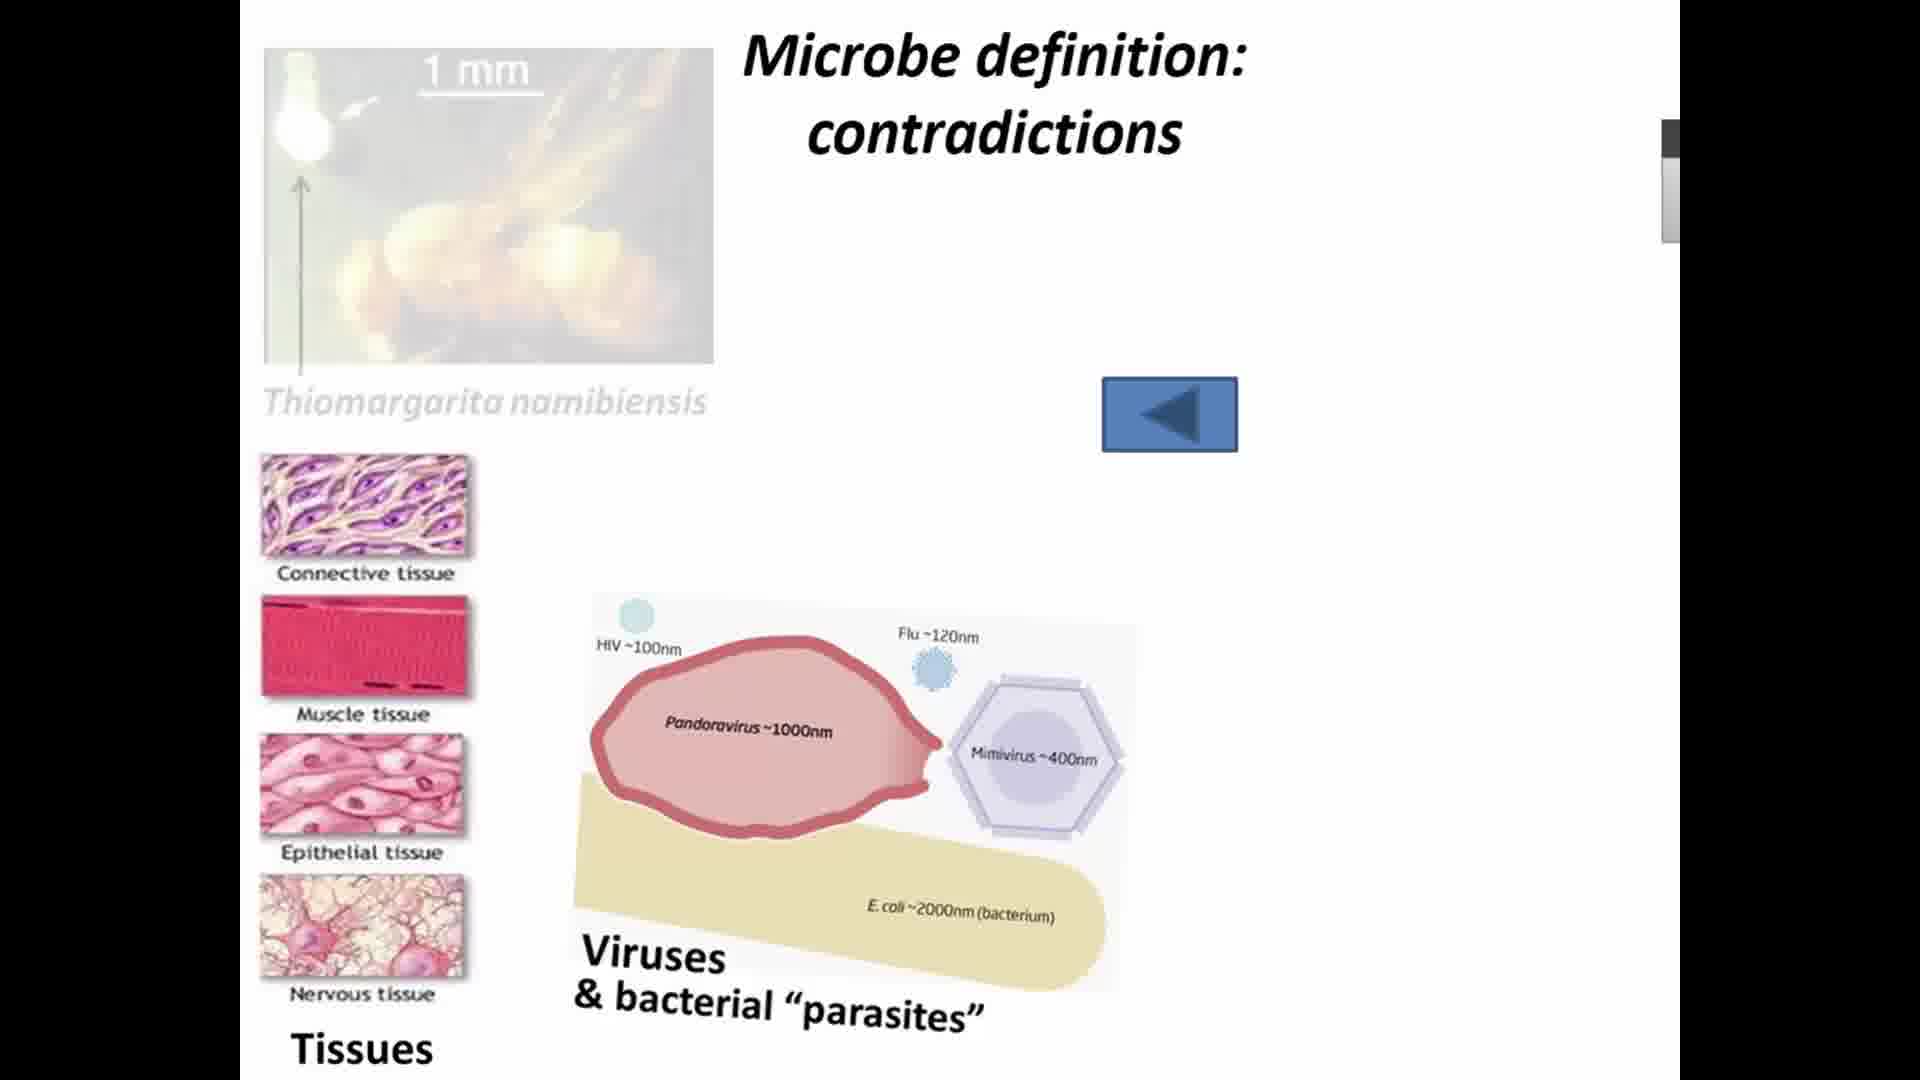 Microbe definition:
contradictions
1 mm
Thiomargarita namibiensis
Connective tissue
Muscle tissue
Epithelial tissue
Nervous tissue
Tissues
HIV ~100nm
Flu ~120nm
Pandoravirus ~1000nm
Mimivirus ~400nm
E. coli ~2000nm (bacterium)
Viruses
& bacterial “parasites”